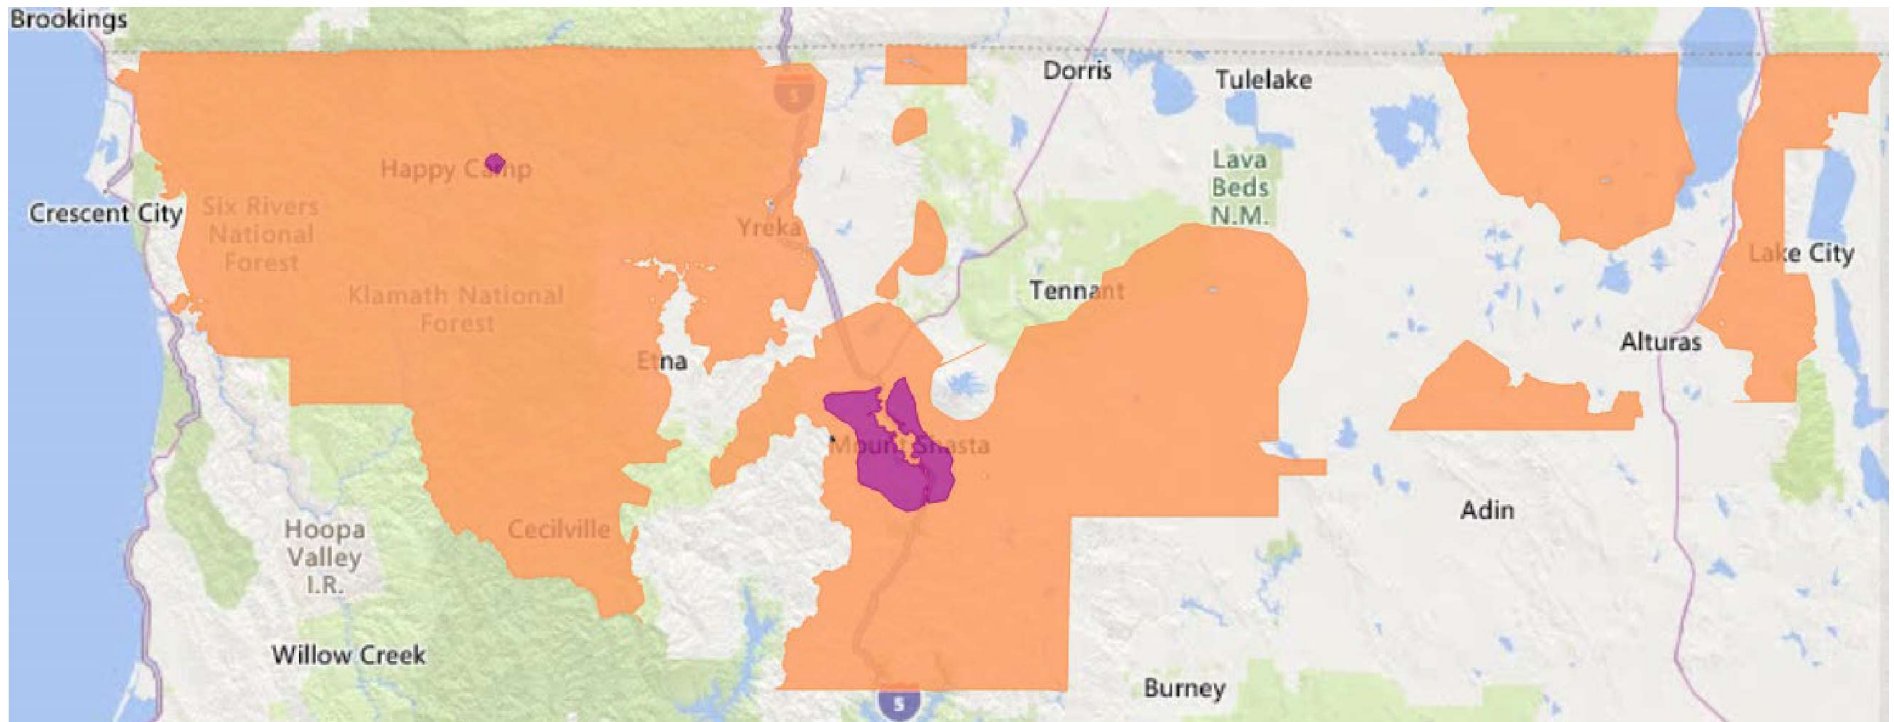 Brookings
Dorris
Tulelake
5
Happy Camp
Lava
Beds
N.M.
Crescent City
Six Rivers
National
Forest
Yreka
Lake City
Klamath National
Forest
Tennant
Etna
Alturas
Mount Shasta
Adin
Hoopa
Valley
I.R.
Cecilville
Willow Creek
Burney
5